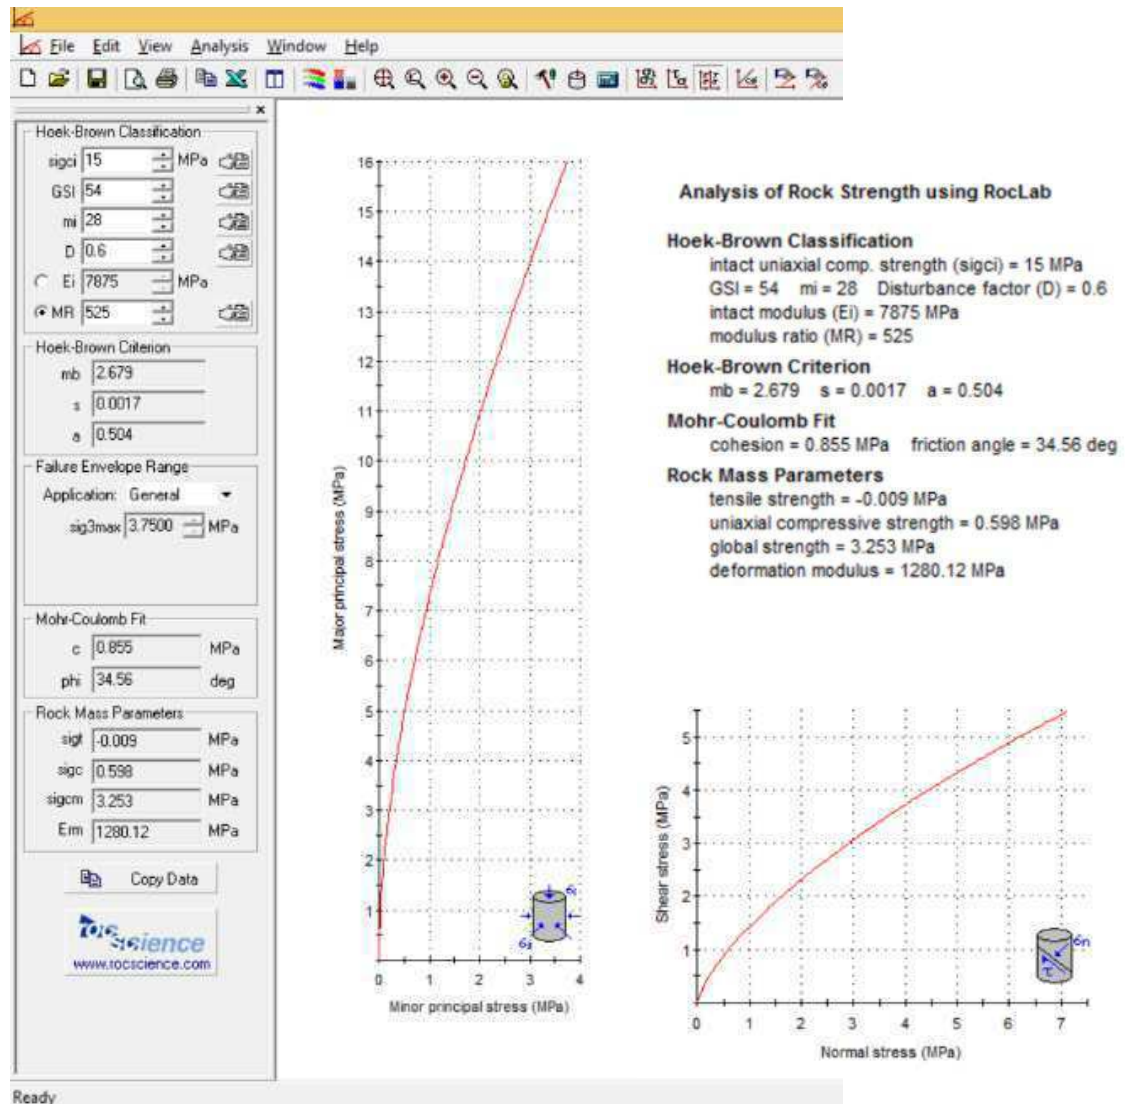 File Edit View Analysis Window Help
Hoek-Brown Classification
sigci 15 MPa
GSI 54
mi 28
D 0.6
Ei 7875 MPa
MR 525
Hoek-Brown Criterion
mb 2.679
s 0.0017
a 0.504
Failure Envelope Range
Application: General
sig3max 3.7500 MPa
Mohr-Coulomb Fit
c 0.855 MPa
phi 34.56 deg
Rock Mass Parameters
sigt -0.009 MPa
sigc 0.598 MPa
sigcm 3.253 MPa
Erm 1280.12 MPa
Copy Data
rocscience
www.rocscience.com
Ready
Major principal stress (MPa)
16
15
14
13
12
11
10
9
8
7
6
5
4
3
2
1
0 1 2 3 4
Minor principal stress (MPa)
Analysis of Rock Strength using RocLab
Hoek-Brown Classification
intact uniaxial comp. strength (sigci) = 15 MPa
GSI = 54 mi = 28 Disturbance factor (D) = 0.6
intact modulus (Ei) = 7875 MPa
modulus ratio (MR) = 525
Hoek-Brown Criterion
mb = 2.679 s = 0.0017 a = 0.504
Mohr-Coulomb Fit
cohesion = 0.855 MPa friction angle = 34.56 deg
Rock Mass Parameters
tensile strength = -0.009 MPa
uniaxial compressive strength = 0.598 MPa
global strength = 3.253 MPa
deformation modulus = 1280.12 MPa
Shear stress (MPa)
5
4
3
2
1
τ
σn
0 1 2 3 4 5 6 7
Normal stress (MPa)